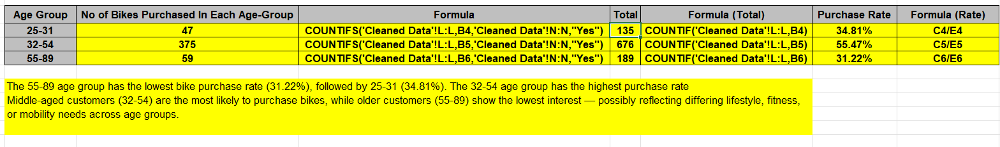 Age Group No of Bikes Purchased In Each Age-Group Formula Total Formula (Total) Purchase Rate Formula (Rate)
25-31 47 COUNTIFS('Cleaned Data'!L:L,B4,'Cleaned Data'!N:N,"Yes") 135 COUNTIF('Cleaned Data'!L:L,B4) 34.81% C4/E4
32-54 375 COUNTIFS('Cleaned Data'!L:L,B5,'Cleaned Data'!N:N,"Yes") 676 COUNTIF('Cleaned Data'!L:L,B5) 55.47% C5/E5
55-89 59 COUNTIFS('Cleaned Data'!L:L,B6,'Cleaned Data'!N:N,"Yes") 189 COUNTIF('Cleaned Data'!L:L,B6) 31.22% C6/E6
The 55-89 age group has the lowest bike purchase rate (31.22%), followed by 25-31 (34.81%). The 32-54 age group has the highest purchase rate
Middle-aged customers (32-54) are the most likely to purchase bikes, while older customers (55-89) show the lowest interest — possibly reflecting differing lifestyle, fitness,
or mobility needs across age groups.